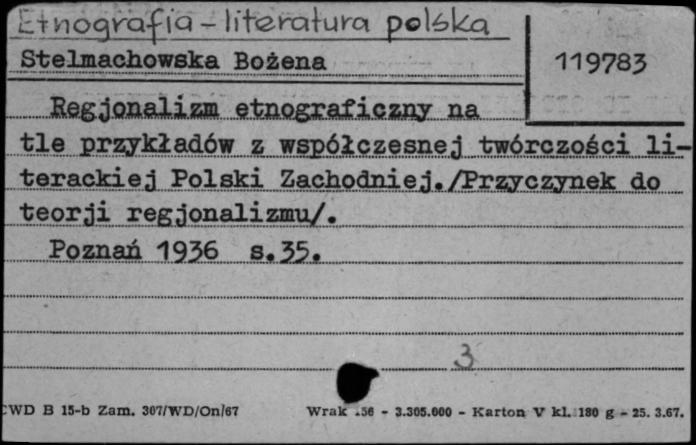 Etnografia - literatura polska
Stelmachowska Bożena
119783
Regjonalizm etnograficzny na
tle przykładów z współczesnej twórczości li-
terackiej Polski Zachodniej./Przyczynek do
teorji regjonalizmu/.
Poznań 1936 s.35.
3
CWD B 15-b Zam. 307/WD/On/67 Wrak .56 - 3.305.000 - Karton V kl. 180 g - 25. 3.67.